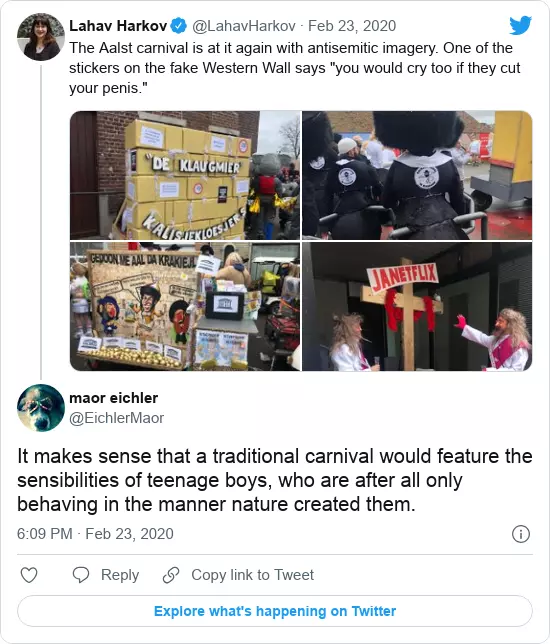 Lahav Harkov @LahavHarkov · Feb 23, 2020
The Aalst carnival is at it again with antisemitic imagery. One of the
stickers on the fake Western Wall says "you would cry too if they cut
your penis."
"DE KLAUGMIER
KALISJEKLOESJERS
GEDOON ME AAL DA KRAKIEJL
JANETFLIX
maor eichler
@EichlerMaor
It makes sense that a traditional carnival would feature the
sensibilities of teenage boys, who are after all only
behaving in the manner nature created them.
6:09 PM · Feb 23, 2020
Reply
Copy link to Tweet
Explore what's happening on Twitter